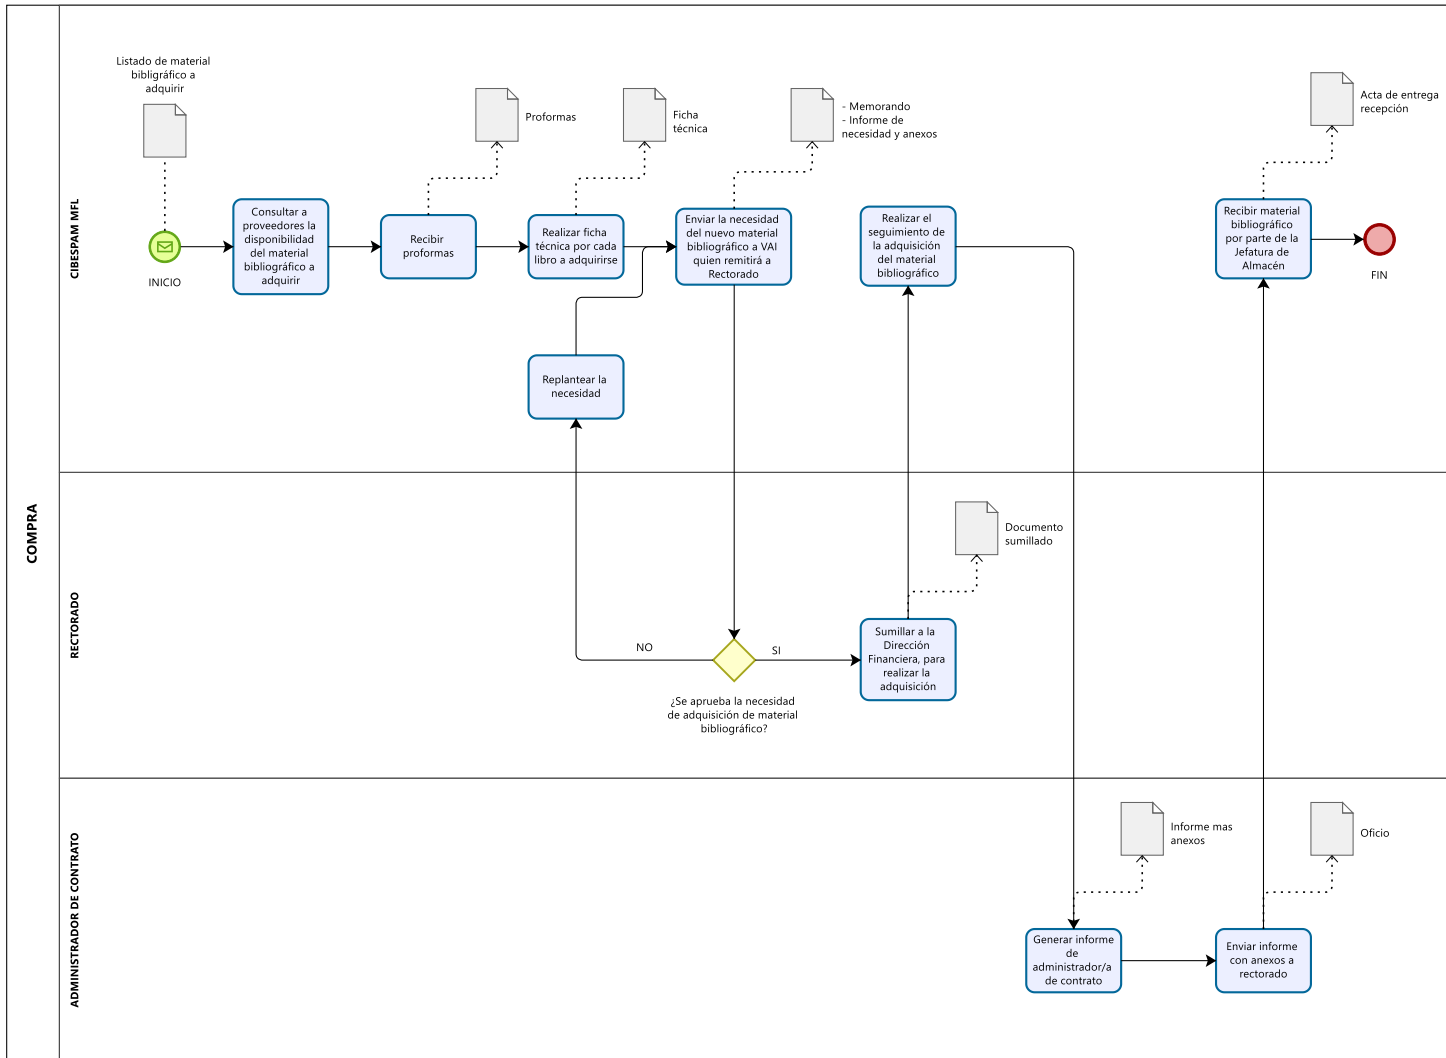 COMPRA
CIBESPAM MFL
Listado de material
bibligráfico a
adquirir
INICIO
Consultar a
proveedores la
disponibilidad
del material
bibliográfico a
adquirir
Recibir
proformas
Proformas
Realizar ficha
técnica por cada
libro a adquirirse
Ficha
técnica
Enviar la necesidad
del nuevo material
bibliográfico a VAI
quien remitirá a
Rectorado
- Memorando
- Informe de
necesidad y anexos
Realizar el
seguimiento de
la adquisición
del material
bibliográfico
Recibir material
bibliográfico
por parte de la
Jefatura de
Almacén
Acta de entrega
recepción
FIN
Replantear la
necesidad
RECTORADO
NO
SI
¿Se aprueba la necesidad
de adquisición de material
bibliográfico?
Sumillar a la
Dirección
Financiera, para
realizar la
adquisición
Documento
sumillado
ADMINISTRADOR DE CONTRATO
Generar informe
de
administrador/a
de contrato
Informe mas
anexos
Enviar informe
con anexos a
rectorado
Oficio